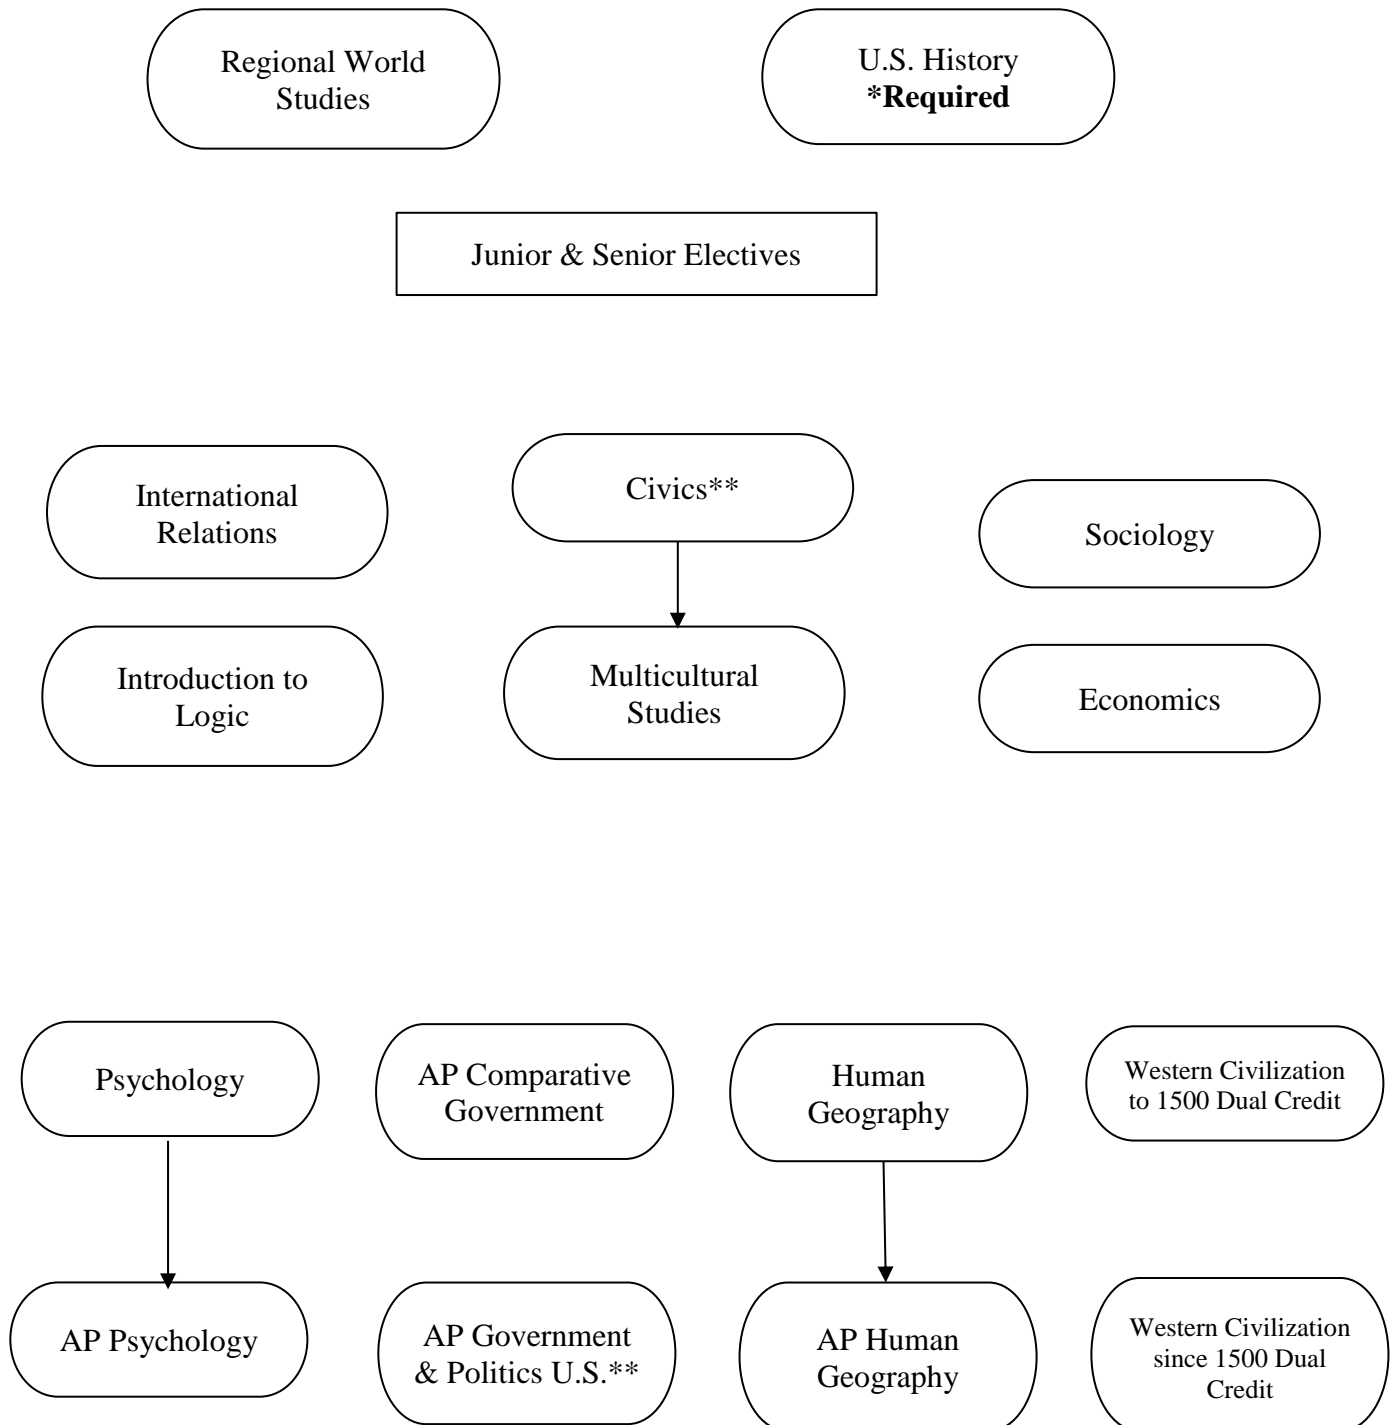 Regional World
Studies
U.S. History
*Required
Junior & Senior Electives
International
Relations
Civics**
Sociology
Introduction to
Logic
Multicultural
Studies
Economics
Psychology
AP Comparative
Government
Human
Geography
Western Civilization
to 1500 Dual Credit
AP Psychology
AP Government
& Politics U.S.**
AP Human
Geography
Western Civilization
since 1500 Dual
Credit